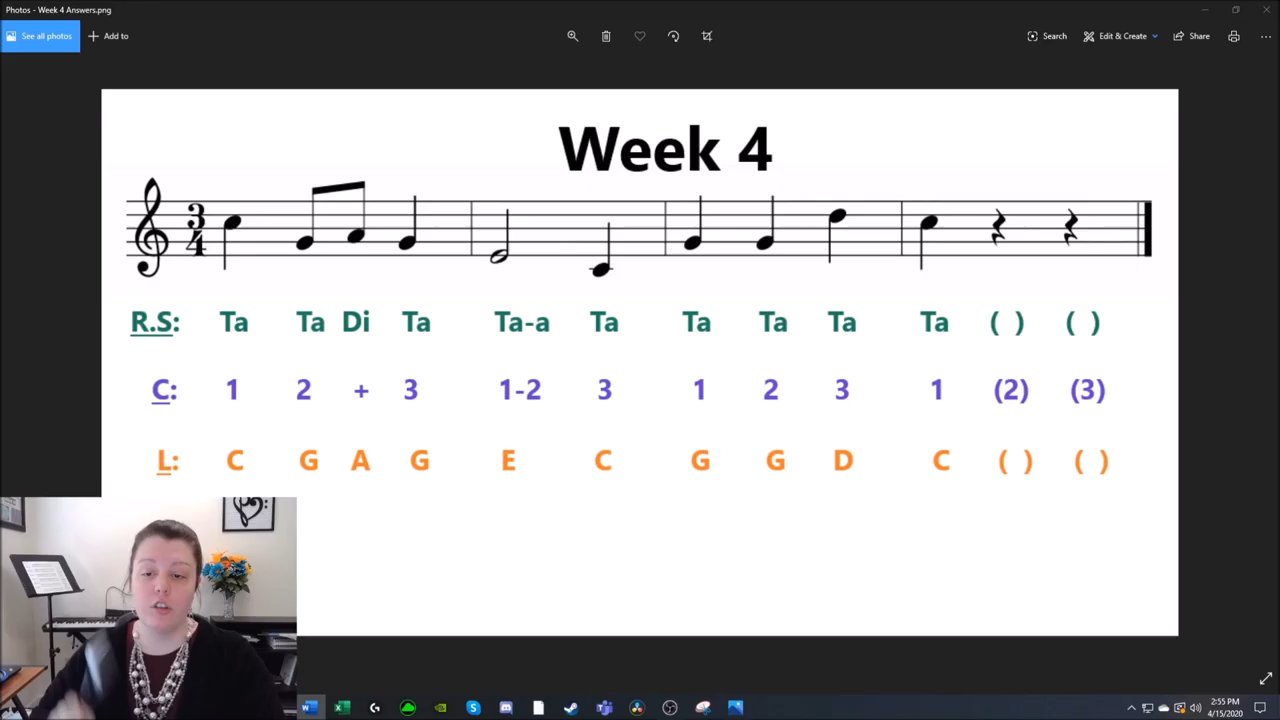 Photos - Week 4 Answers.png
See all photos
Add to
Search
Edit & Create
Share
Week 4
3
4
R.S: Ta Ta Di Ta Ta-a Ta Ta Ta Ta Ta ( ) ( )
C: 1 2 + 3 1-2 3 1 2 3 1 (2) (3)
L: C G A G E C G G D C ( ) ( )
2:55 PM
4/15/2020